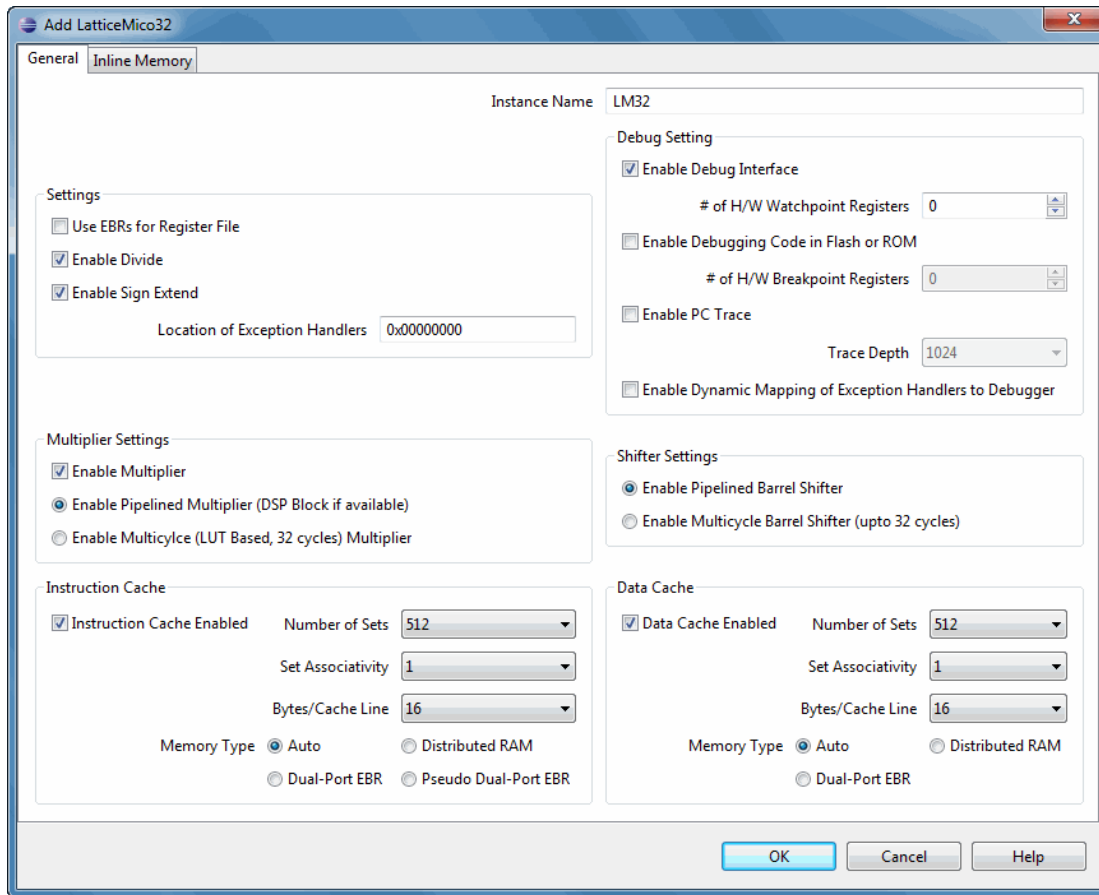 Add LatticeMico32
General Inline Memory
Instance Name LM32
Settings
Use EBRs for Register File
Enable Divide
Enable Sign Extend
Location of Exception Handlers 0x00000000
Debug Setting
Enable Debug Interface
# of H/W Watchpoint Registers 0
Enable Debugging Code in Flash or ROM
# of H/W Breakpoint Registers 0
Enable PC Trace
Trace Depth 1024
Enable Dynamic Mapping of Exception Handlers to Debugger
Multiplier Settings
Enable Multiplier
Enable Pipelined Multiplier (DSP Block if available)
Enable Multicylce (LUT Based, 32 cycles) Multiplier
Shifter Settings
Enable Pipelined Barrel Shifter
Enable Multicycle Barrel Shifter (upto 32 cycles)
Instruction Cache
Instruction Cache Enabled Number of Sets 512
Set Associativity 1
Bytes/Cache Line 16
Memory Type Auto Distributed RAM
Dual-Port EBR Pseudo Dual-Port EBR
Data Cache
Data Cache Enabled Number of Sets 512
Set Associativity 1
Bytes/Cache Line 16
Memory Type Auto Distributed RAM
Dual-Port EBR
OK Cancel Help